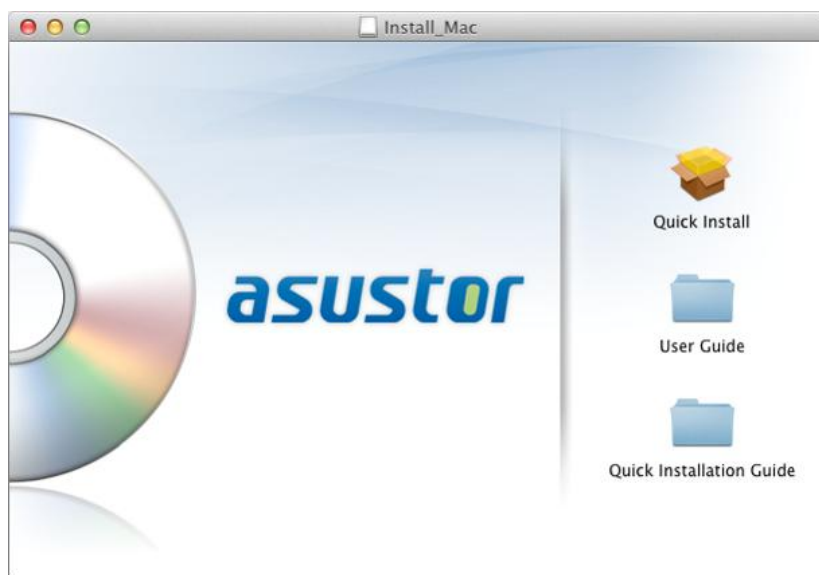 Install_Mac
asustor
Quick Install
User Guide
Quick Installation Guide